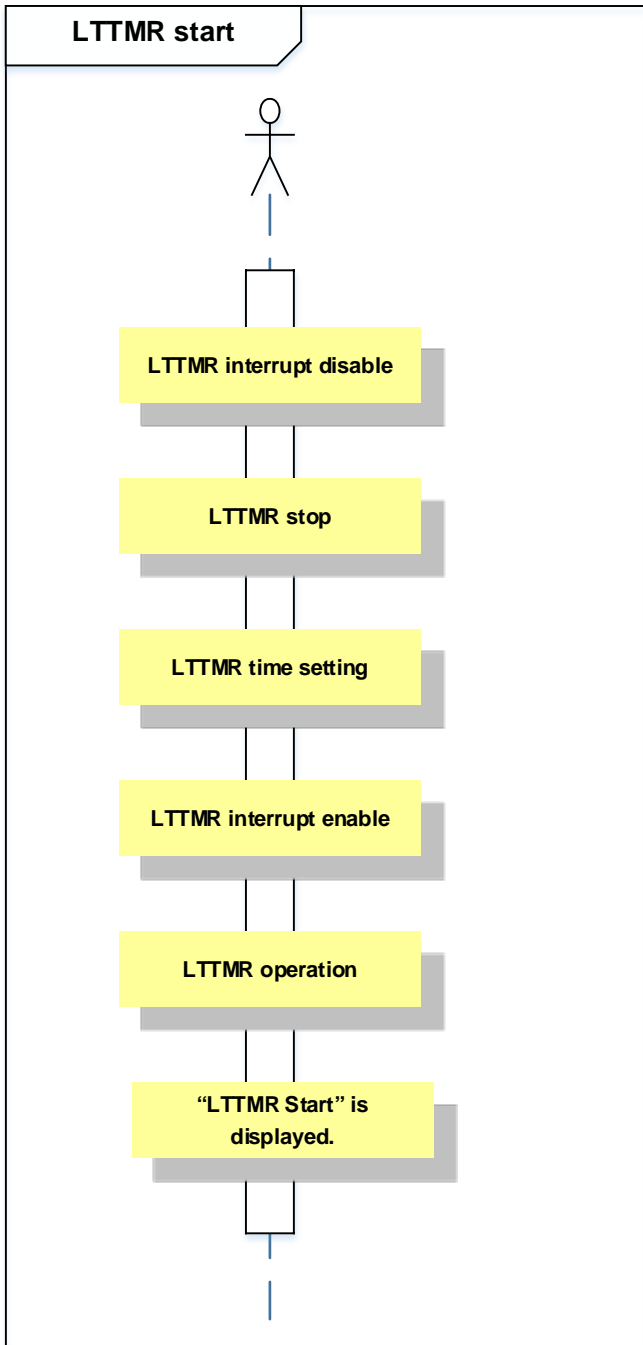 LTTMR start
LTTMR interrupt disable
LTTMR stop
LTTMR time setting
LTTMR interrupt enable
LTTMR operation
“LTTMR Start” is
displayed.